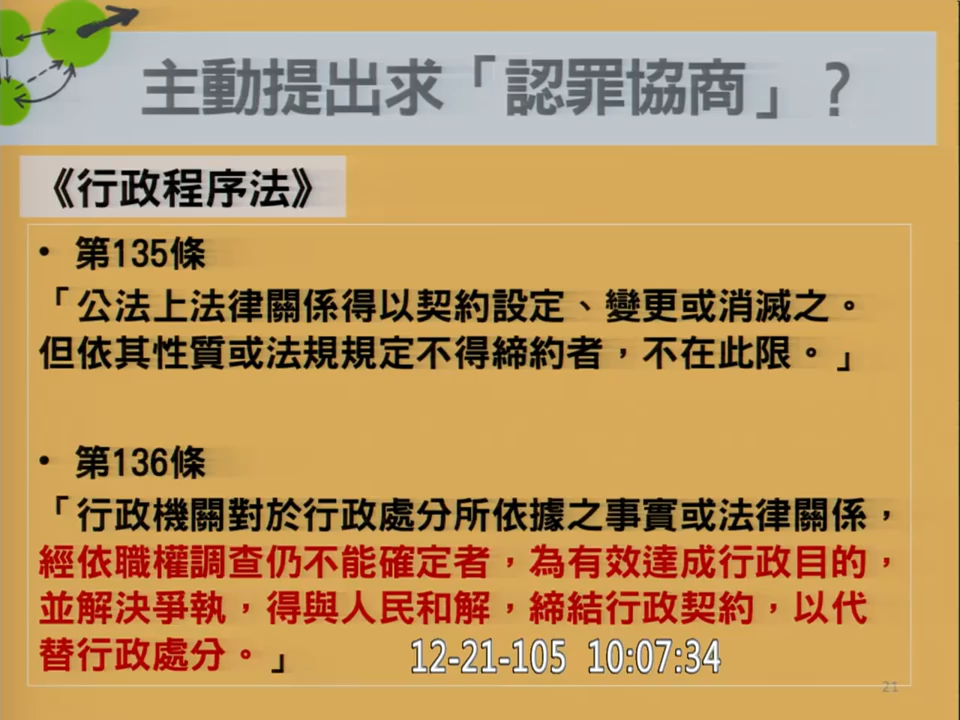 主動提出求「認罪協商」?
《行政程序法》
• 第135條
「公法上法律關係得以契約設定、變更或消滅之。
但依其性質或法規規定不得締約者，不在此限。」
• 第136條
「行政機關對於行政處分所依據之事實或法律關係，
經依職權調查仍不能確定者，為有效達成行政目的，
並解決爭執，得與人民和解，締結行政契約，以代
替行政處分。」
12-21-105 10:07:34
21